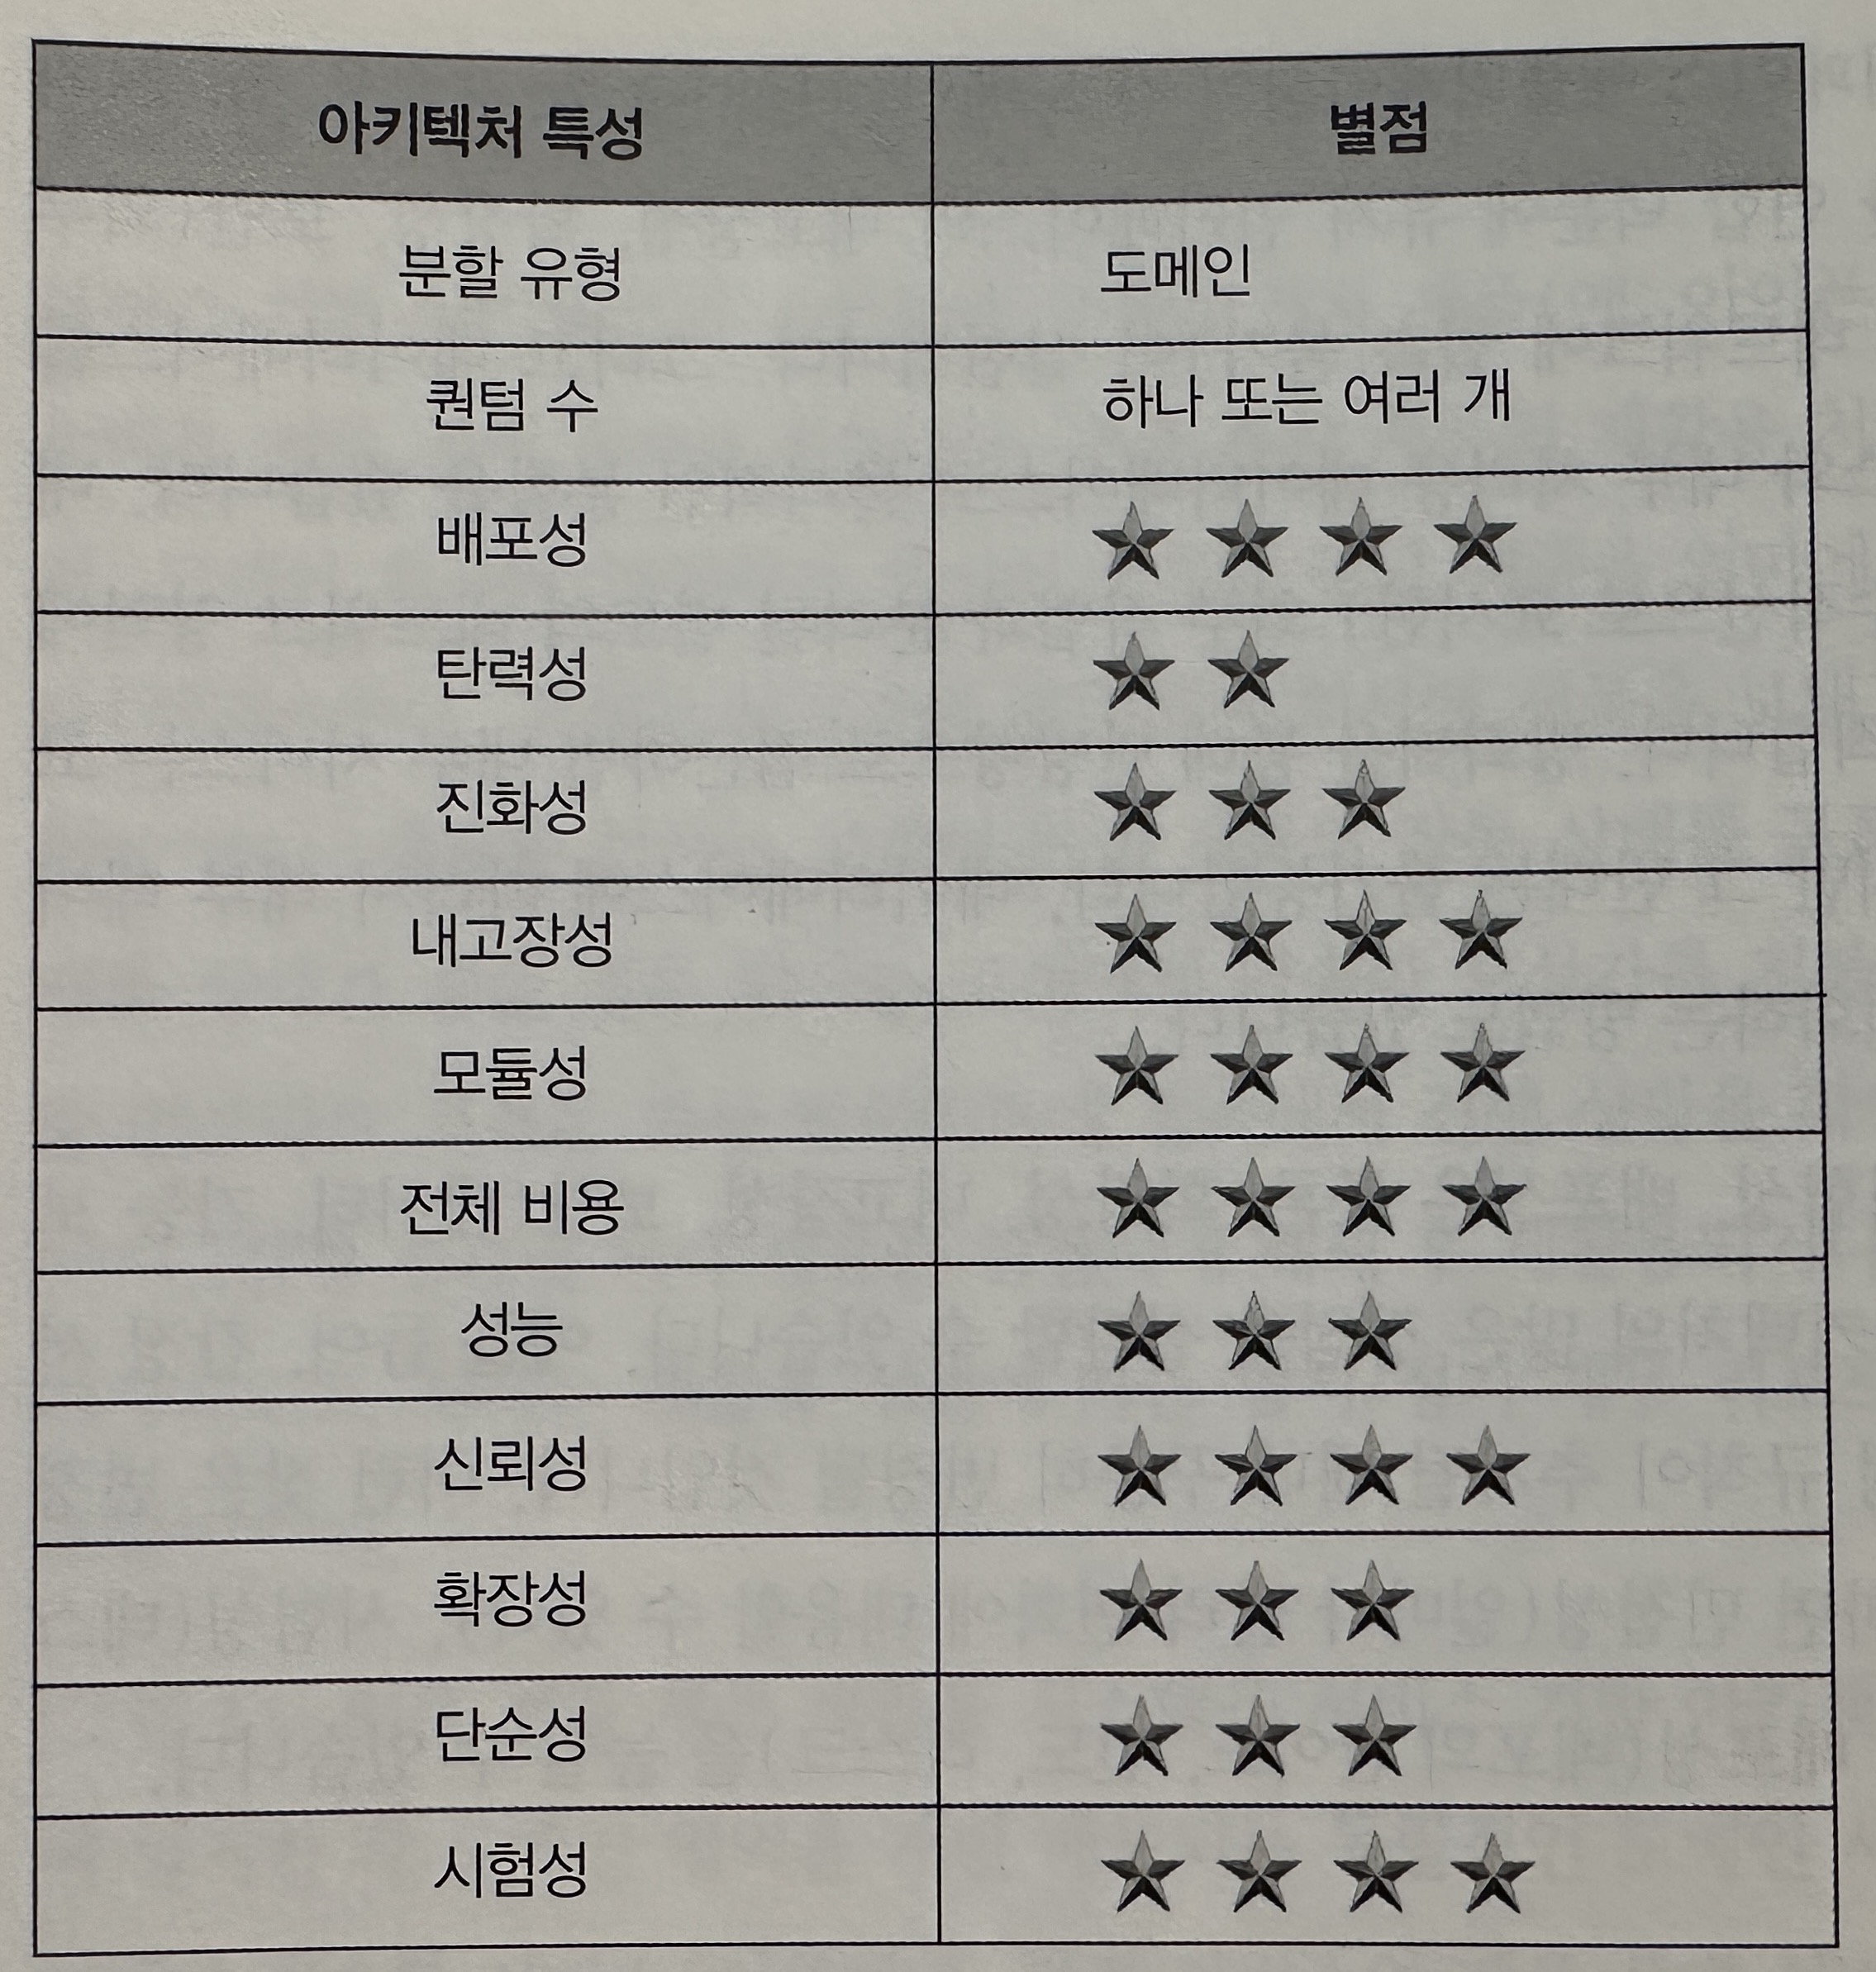 아키텍처 특성 별점
분할 유형 도메인
퀀텀 수 하나 또는 여러 개
배포성 ★★★★
탄력성 ★★
진화성 ★★★
내고장성 ★★★★
모듈성 ★★★★
전체 비용 ★★★★
성능 ★★★
신뢰성 ★★★★
확장성 ★★★
단순성 ★★★
시험성 ★★★★